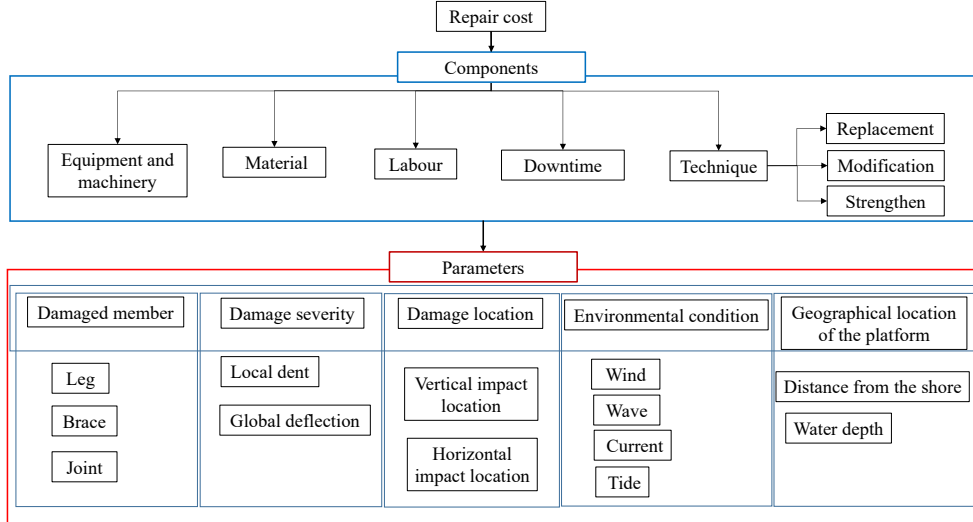 Repair cost
Components
Equipment and
machinery
Material
Labour
Downtime
Technique
Replacement
Modification
Strengthen
Parameters
Damaged member
Damage severity
Damage location
Environmental condition
Geographical location
of the platform
Leg
Brace
Joint
Local dent
Global deflection
Vertical impact
location
Horizontal
impact location
Wind
Wave
Current
Tide
Distance from the shore
Water depth